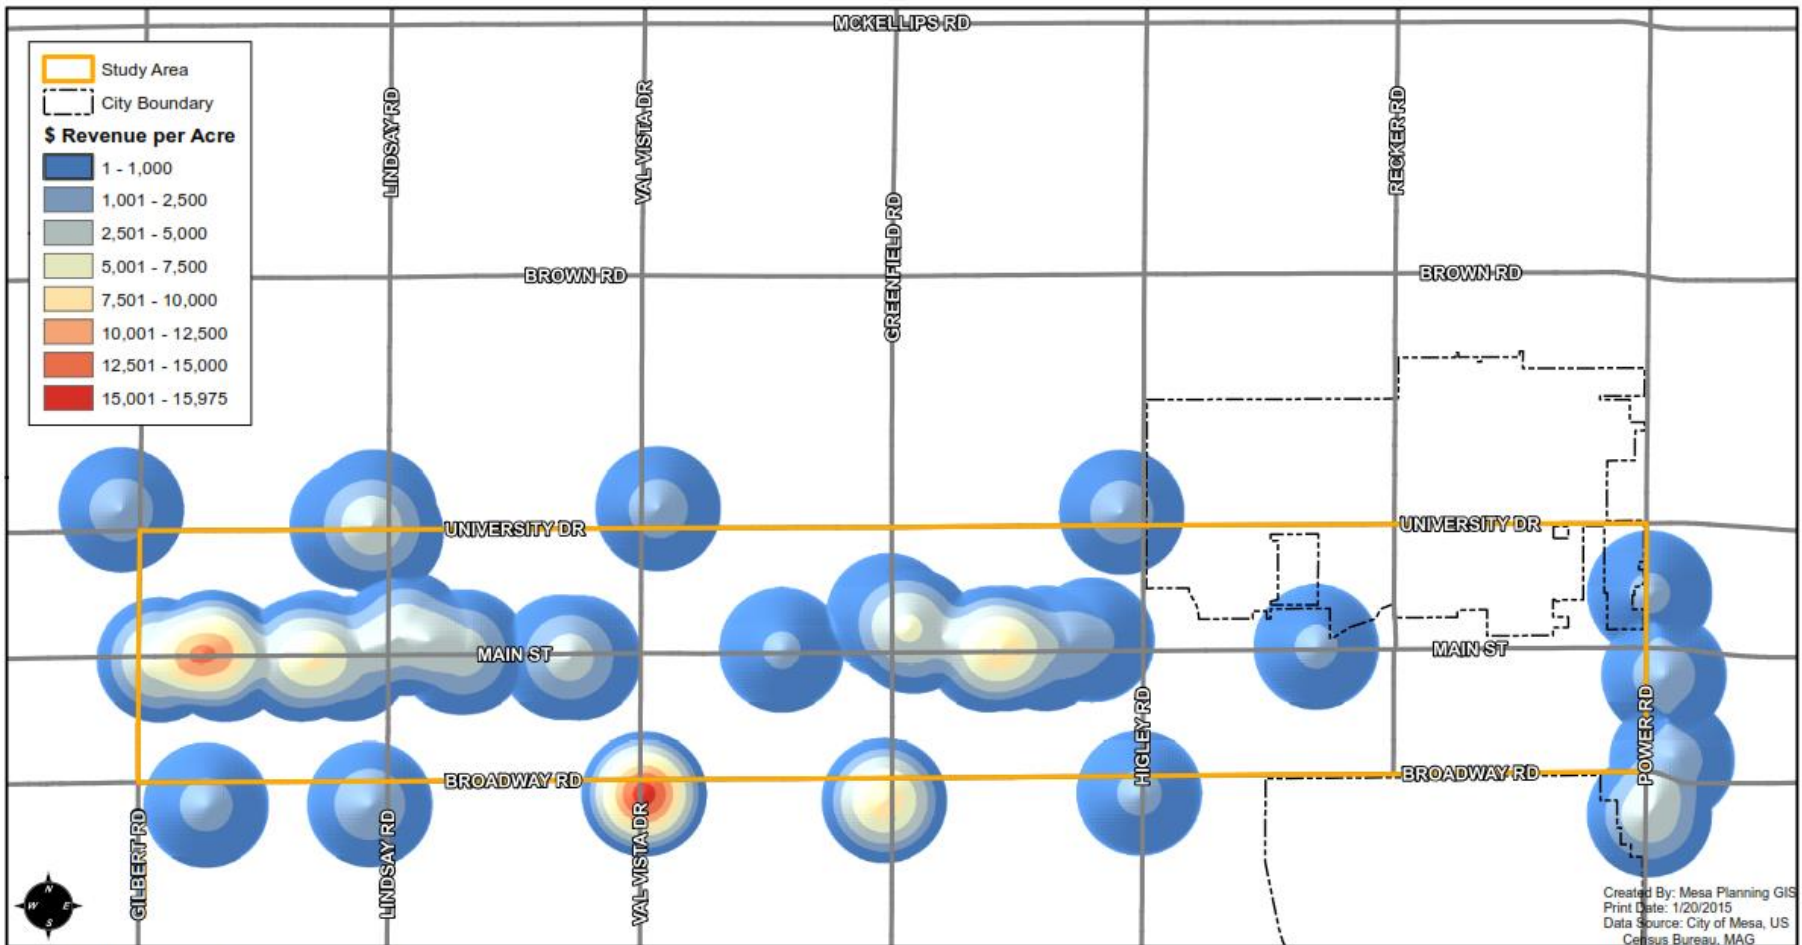 MCKELLIPS RD
Study Area
City Boundary
$ Revenue per Acre
1 - 1,000
1,001 - 2,500
2,501 - 5,000
5,001 - 7,500
7,501 - 10,000
10,001 - 12,500
12,501 - 15,000
15,001 - 15,975
LINDSAY RD
VAL VISTA DR
GREENFIELD RD
RECKER RD
BROWN RD
BROWN RD
UNIVERSITY DR
UNIVERSITY DR
MAIN ST
MAIN ST
HIGLEY RD
POWER RD
BROADWAY RD
BROADWAY RD
GILBERT RD
LINDSAY RD
VAL VISTA DR
N
W E
S
Created By: Mesa Planning GIS
Print Date: 1/20/2015
Data Source: City of Mesa, US
Census Bureau, MAG